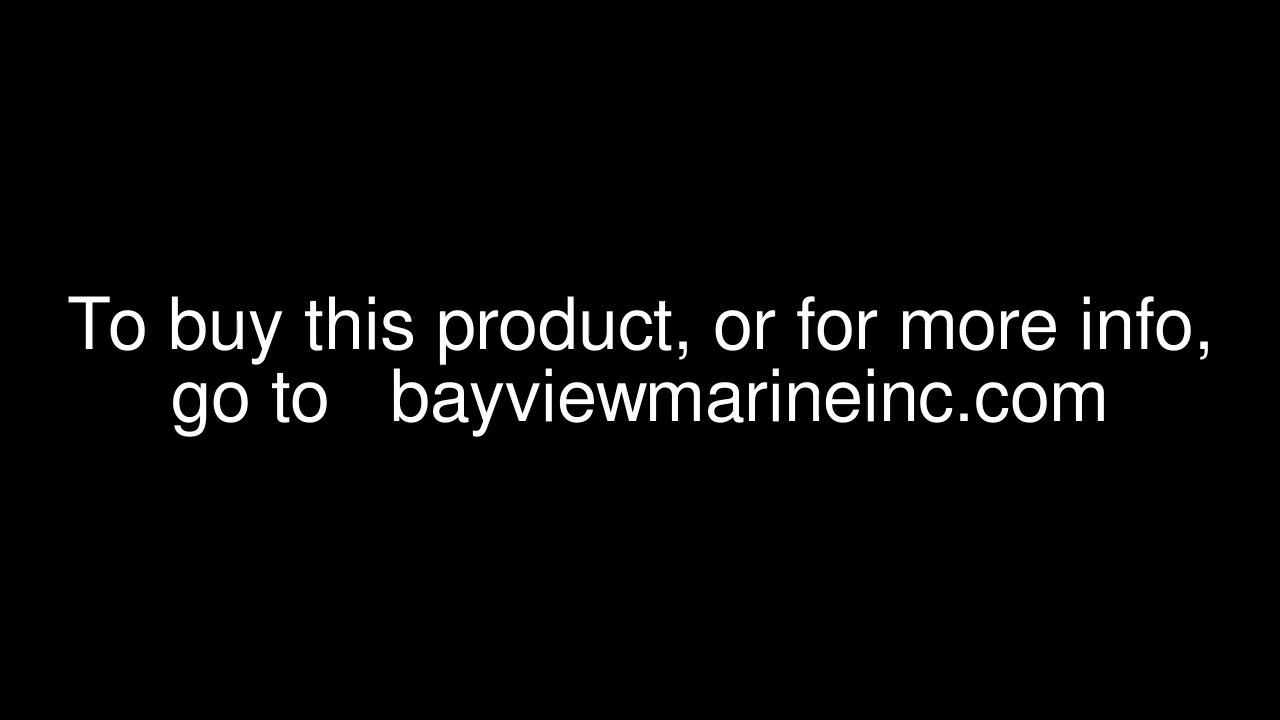 To buy this product, or for more info,
go to   bayviewmarineinc.com